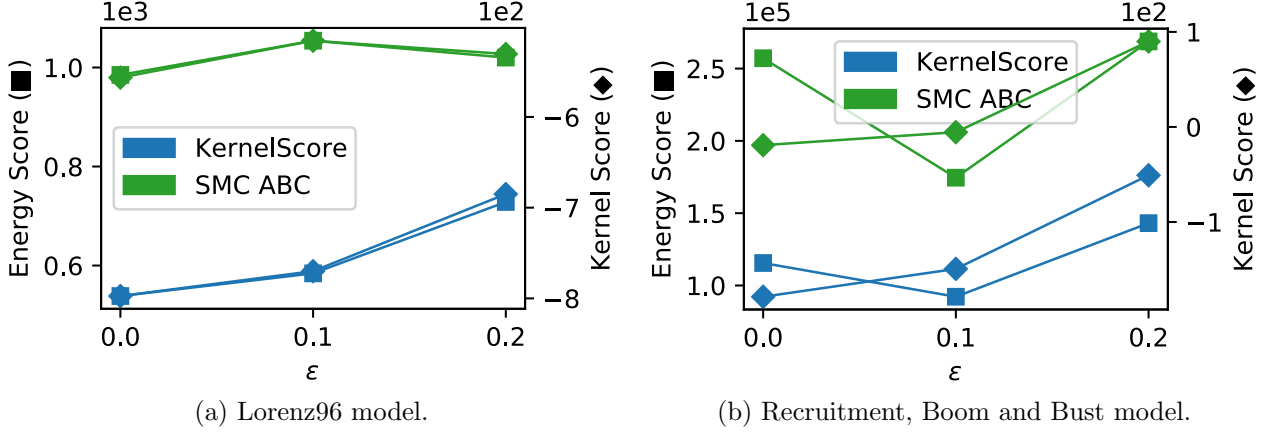 1e3 1e2
1.0
0.8
0.6
Energy Score (■)
KernelScore
SMC ABC
−6
−7
−8
Kernel Score (◆)
0.0 0.1 0.2
ε
(a) Lorenz96 model.
1e5 1e2
2.5
2.0
1.5
1.0
Energy Score (■)
KernelScore
SMC ABC
1
0
−1
Kernel Score (◆)
0.0 0.1 0.2
ε
(b) Recruitment, Boom and Bust model.